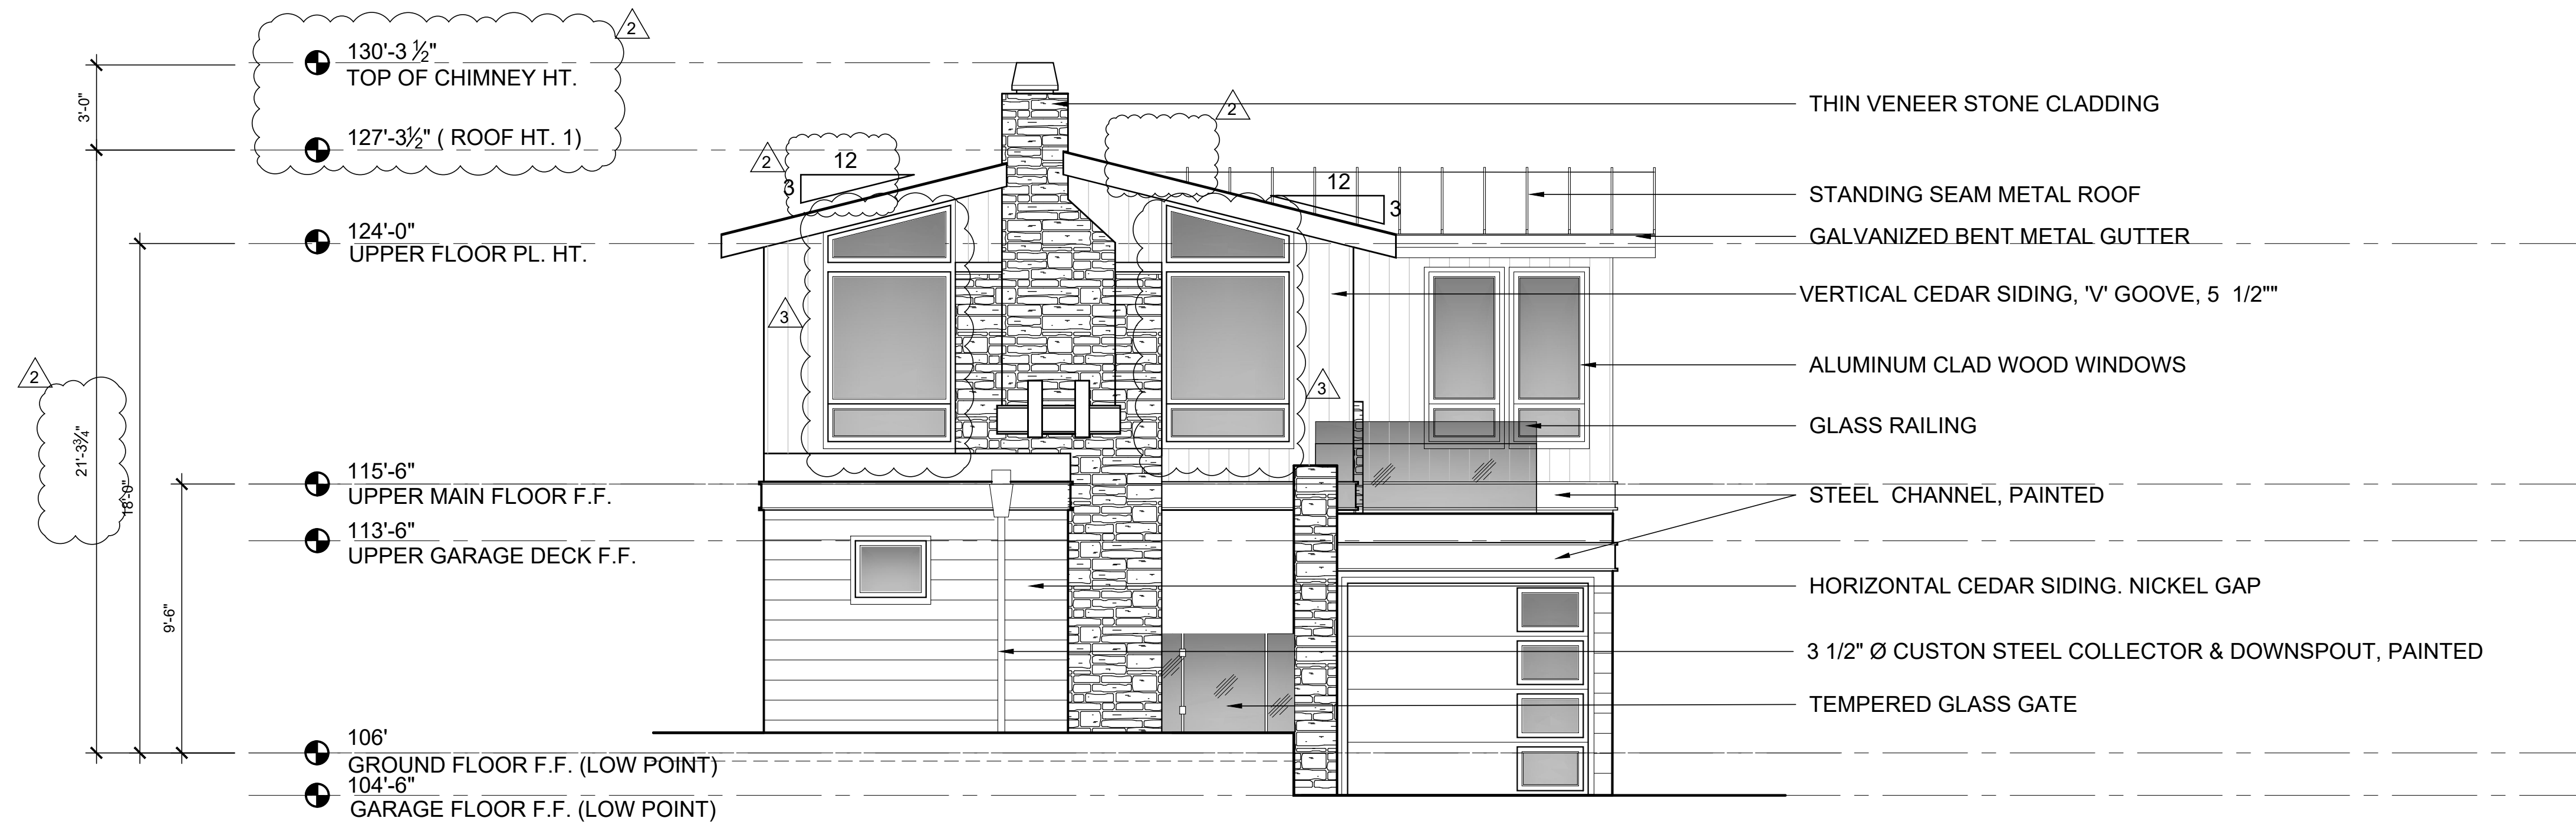 2
130'-3 ½"
TOP OF CHIMNEY HT.
3'-0"
127'-3½" ( ROOF HT. 1)
2
2
12
3
12
3
124'-0"
UPPER FLOOR PL. HT.
3
3
2
21'-3¾"
18'-0"
115'-6"
UPPER MAIN FLOOR F.F.
113'-6"
UPPER GARAGE DECK F.F.
9'-6"
106'
GROUND FLOOR F.F. (LOW POINT)
104'-6"
GARAGE FLOOR F.F. (LOW POINT)
THIN VENEER STONE CLADDING
STANDING SEAM METAL ROOF
GALVANIZED BENT METAL GUTTER
VERTICAL CEDAR SIDING, 'V' GOOVE, 5 1/2""
ALUMINUM CLAD WOOD WINDOWS
GLASS RAILING
STEEL CHANNEL, PAINTED
HORIZONTAL CEDAR SIDING. NICKEL GAP
3 1/2" Ø CUSTON STEEL COLLECTOR & DOWNSPOUT, PAINTED
TEMPERED GLASS GATE